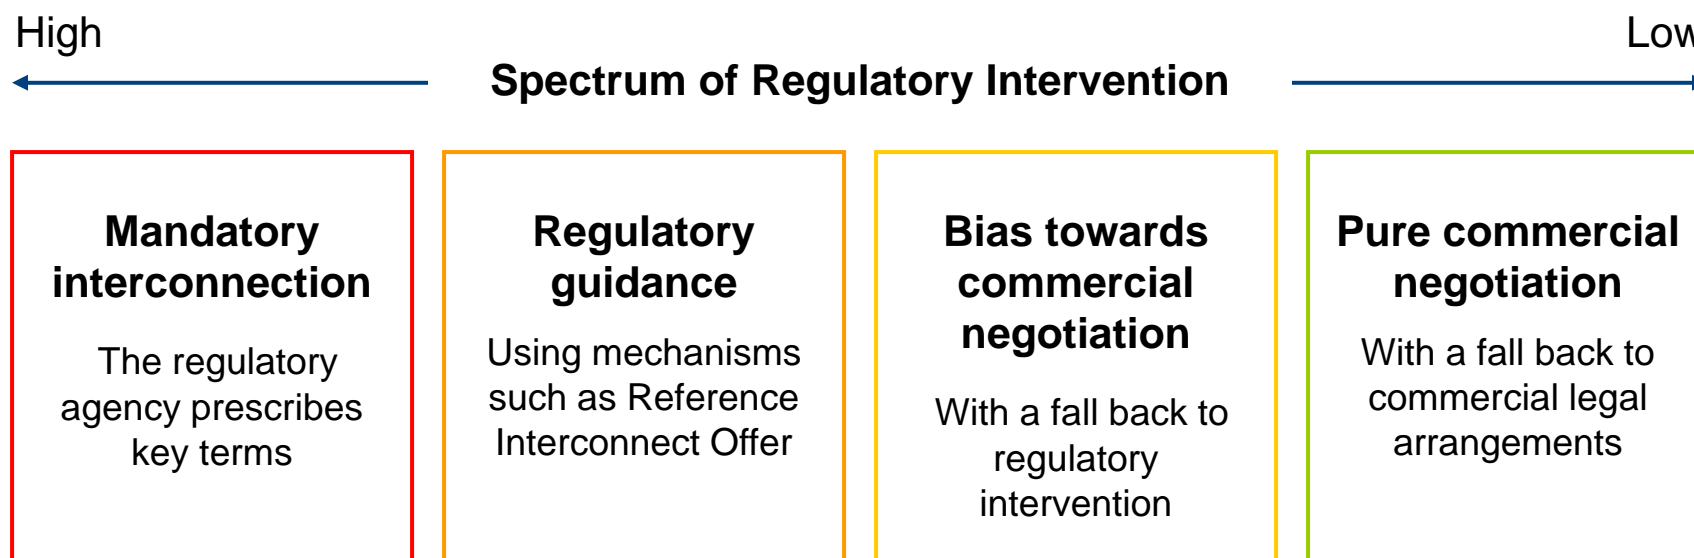 High
Low
Spectrum of Regulatory Intervention
Mandatory
interconnection
The regulatory
agency prescribes
key terms
Regulatory
guidance
Using mechanisms
such as Reference
Interconnect Offer
Bias towards
commercial
negotiation
With a fall back to
regulatory
intervention
Pure commercial
negotiation
With a fall back to
commercial legal
arrangements